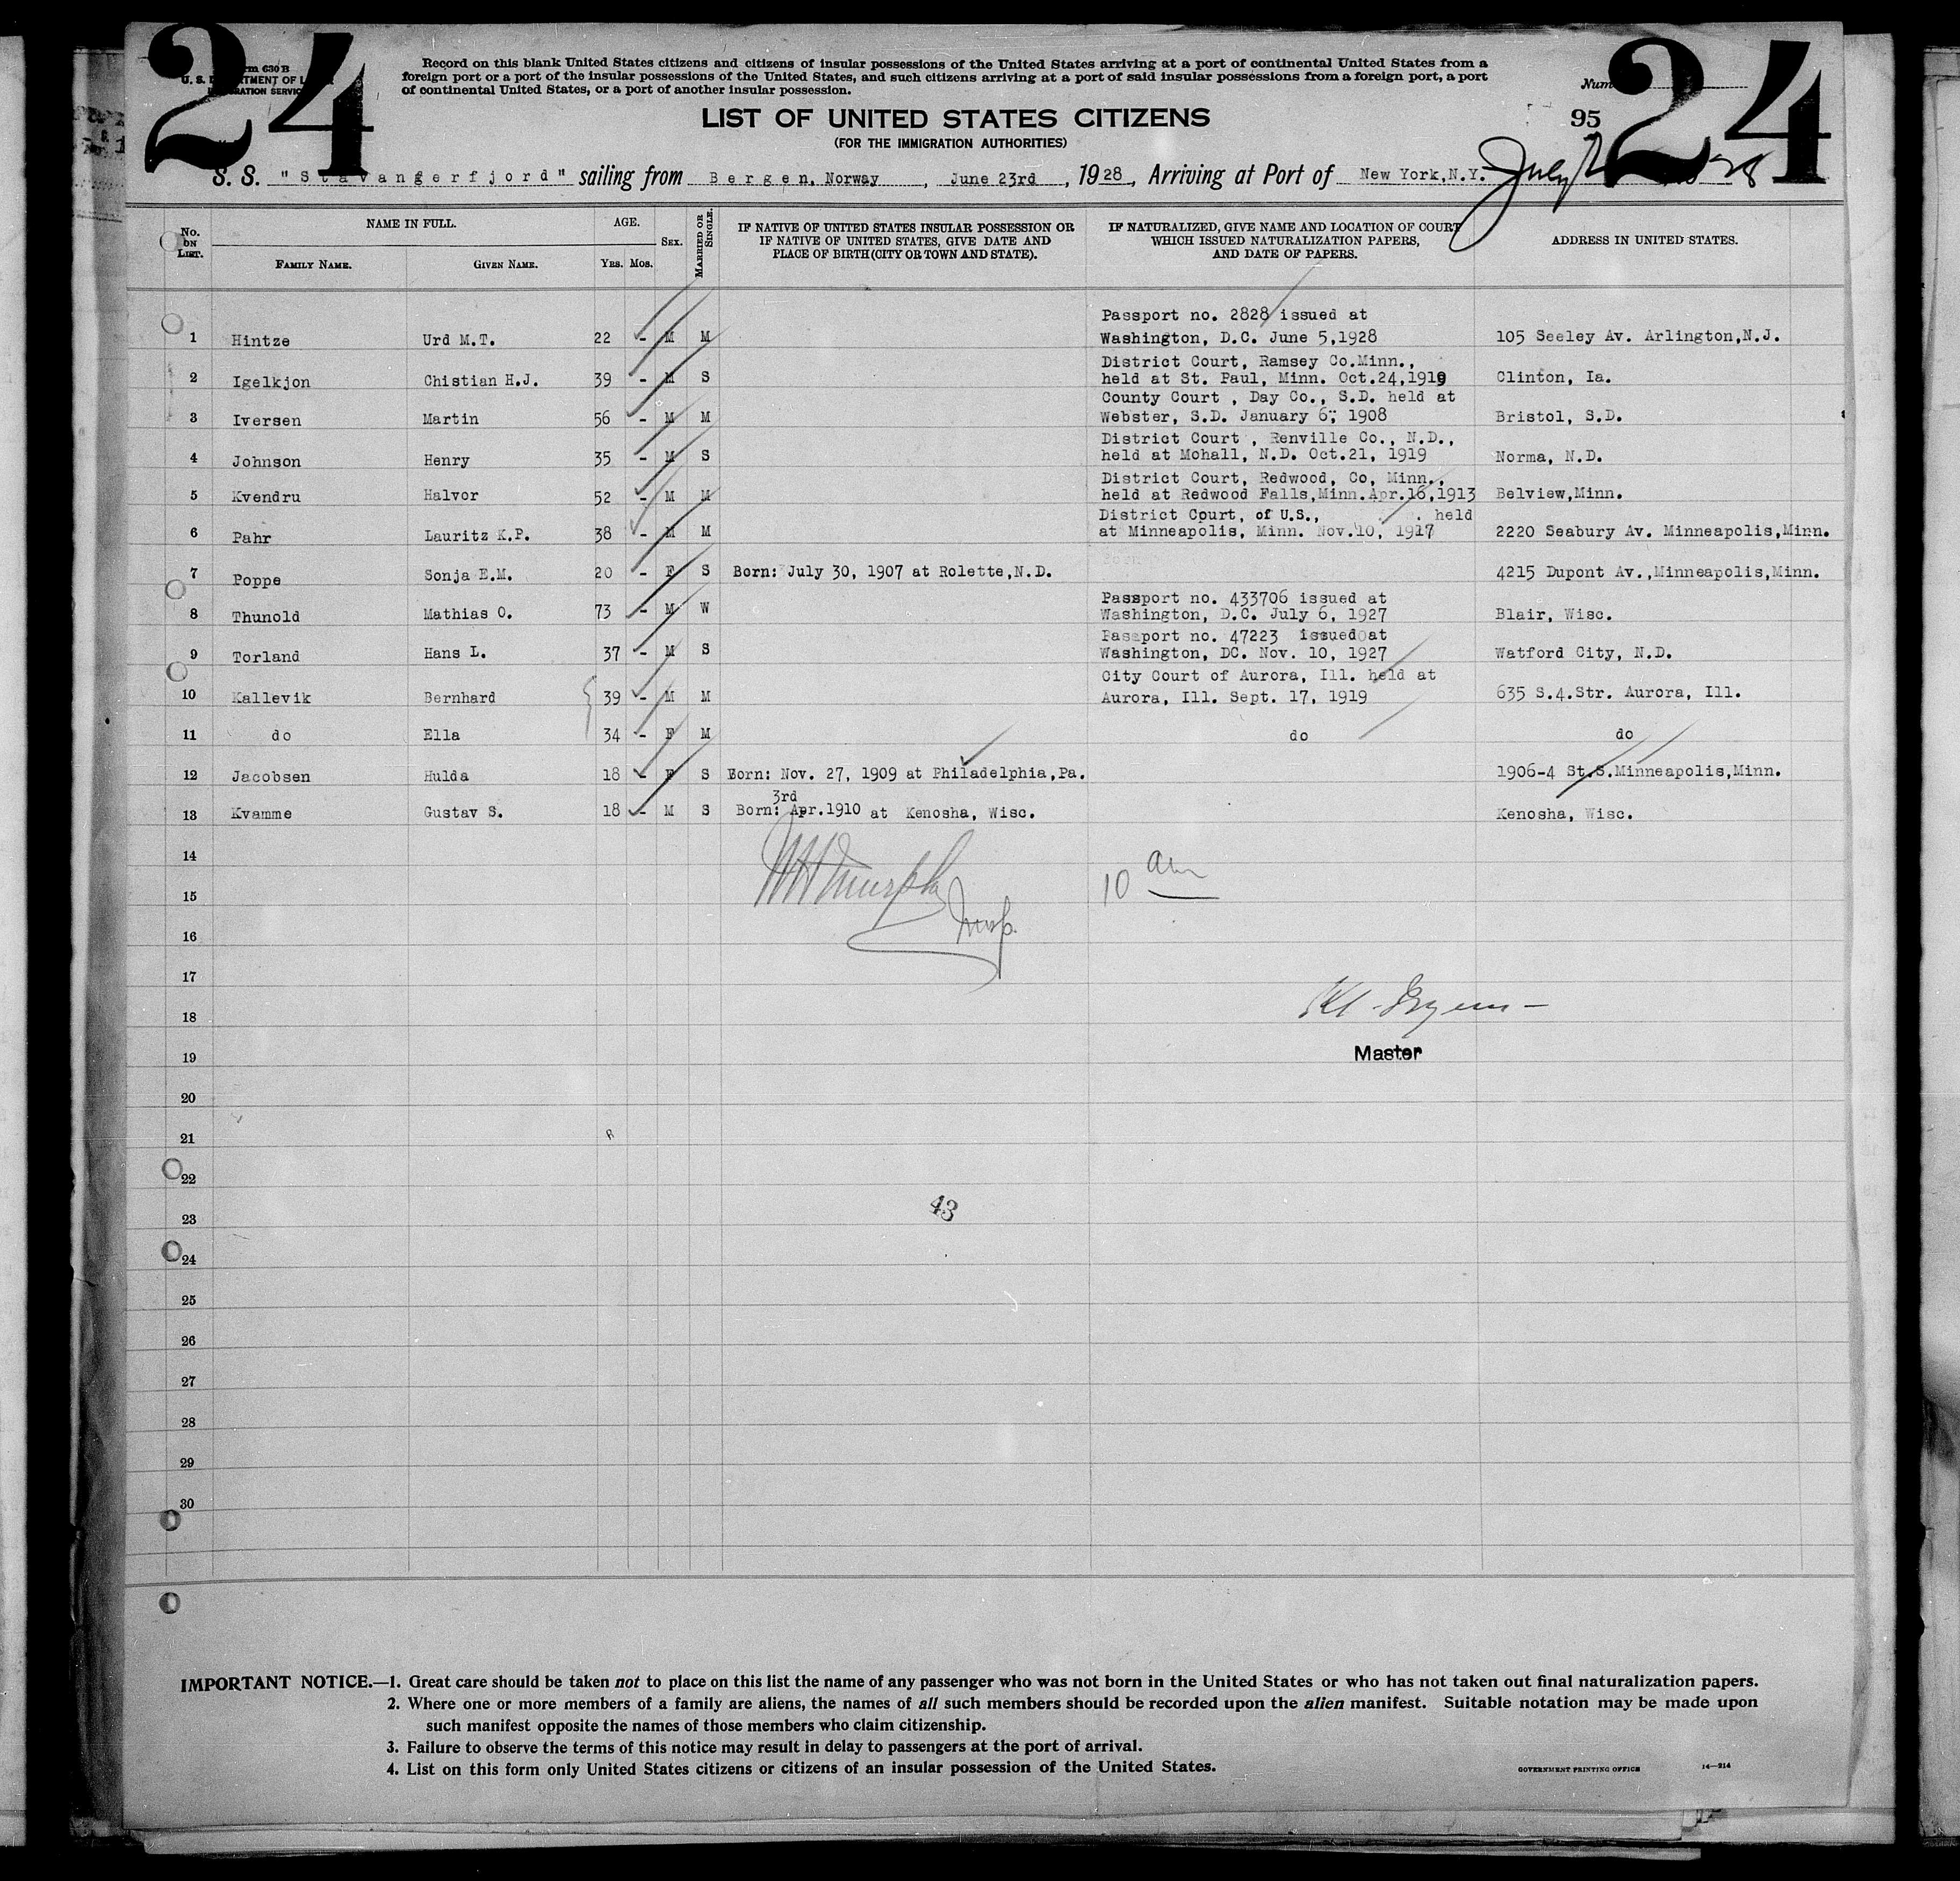 24
24
Form 630 B
U. S. DEPARTMENT OF
IMMIGRATION SERVICE
Record on this blank United States citizens and citizens of insular possessions of the United States arriving at a port of continental United States from a
foreign port or a port of the insular possessions of the United States, and such citizens arriving at a port of said insular possessions from a foreign port, a port
of continental United States, or a port of another insular possession.
LIST OF UNITED STATES CITIZENS
(FOR THE IMMIGRATION AUTHORITIES)
95
S. S. "Stavangerfjord" sailing from Bergen, Norway, June 23rd, 1928, Arriving at Port of New York,N.Y. July 28
No. ON LIST. NAME IN FULL. FAMILY NAME. GIVEN NAME. AGE. YRS. MOS. SEX. MARRIED OR SINGLE. IF NATIVE OF UNITED STATES INSULAR POSSESSION OR IF NATIVE OF UNITED STATES, GIVE DATE AND PLACE OF BIRTH (CITY OR TOWN AND STATE). IF NATURALIZED, GIVE NAME AND LOCATION OF COURT WHICH ISSUED NATURALIZATION PAPERS, AND DATE OF PAPERS. ADDRESS IN UNITED STATES.
Passport no. 2828 issued at
1 Hintze Urd M.T. 22 - M M Washington, D.C. June 5,1928 105 Seeley Av. Arlington,N.J.
District Court, Ramsey Co.Minn.,
2 Igelkjon Chistian H.J. 39 - M S held at St. Paul, Minn. Oct.24,1919 Clinton, Ia.
County Court , Day Co., S.D. held at
3 Iversen Martin 56 - M M Webster, S.D. January 6, 1908 Bristol, S.D.
District Court , Renville Co., N.D.,
4 Johnson Henry 35 - M S held at Mohall, N.D. Oct.21, 1919 Norma, N.D.
District Court, Redwood, Co, Minn.,
5 Kvendru Halvor 52 - M M held at Redwood Falls,Minn.Apr.16,1913 Belview,Minn.
District Court, of U.S., held
6 Pahr Lauritz K.P. 38 - M M at Minneapolis, Minn. Nov.10, 1917 2220 Seabury Av. Minneapolis,Minn.
7 Poppe Sonja E.M. 20 - F S Born: July 30, 1907 at Rolette,N.D. 4215 Dupont Av.,Minneapolis,Minn.
Passport no. 433706 issued at
8 Thunold Mathias O. 73 - M W Washington, D.C. July 6, 1927 Blair, Wisc.
Passport no. 47223 issued at
9 Torland Hans L. 37 - M S Washington, DC. Nov. 10, 1927 Watford City, N.D.
City Court of Aurora, Ill. held at
10 Kallevik Bernhard 39 - M M Aurora, Ill. Sept. 17, 1919 635 S.4.Str. Aurora, Ill.
11 do Ella 34 - F M do do
12 Jacobsen Hulda 18 - F S Born: Nov. 27, 1909 at Philadelphia,Pa. 1906-4 St.S.Minneapolis,Minn.
3rd
13 Kvamme Gustav S. 18 - M S Born: Apr.1910 at Kenosha, Wisc. Kenosha, Wisc.
14
Murphy
10 am
15
Insp.
16
17
18
19 Master
20
21
22
43
23
24
25
26
27
28
29
30
IMPORTANT NOTICE.—1. Great care should be taken not to place on this list the name of any passenger who was not born in the United States or who has not taken out final naturalization papers.
2. Where one or more members of a family are aliens, the names of all such members should be recorded upon the alien manifest. Suitable notation may be made upon
such manifest opposite the names of those members who claim citizenship.
3. Failure to observe the terms of this notice may result in delay to passengers at the port of arrival.
4. List on this form only United States citizens or citizens of an insular possession of the United States.
GOVERNMENT PRINTING OFFICE 14—214